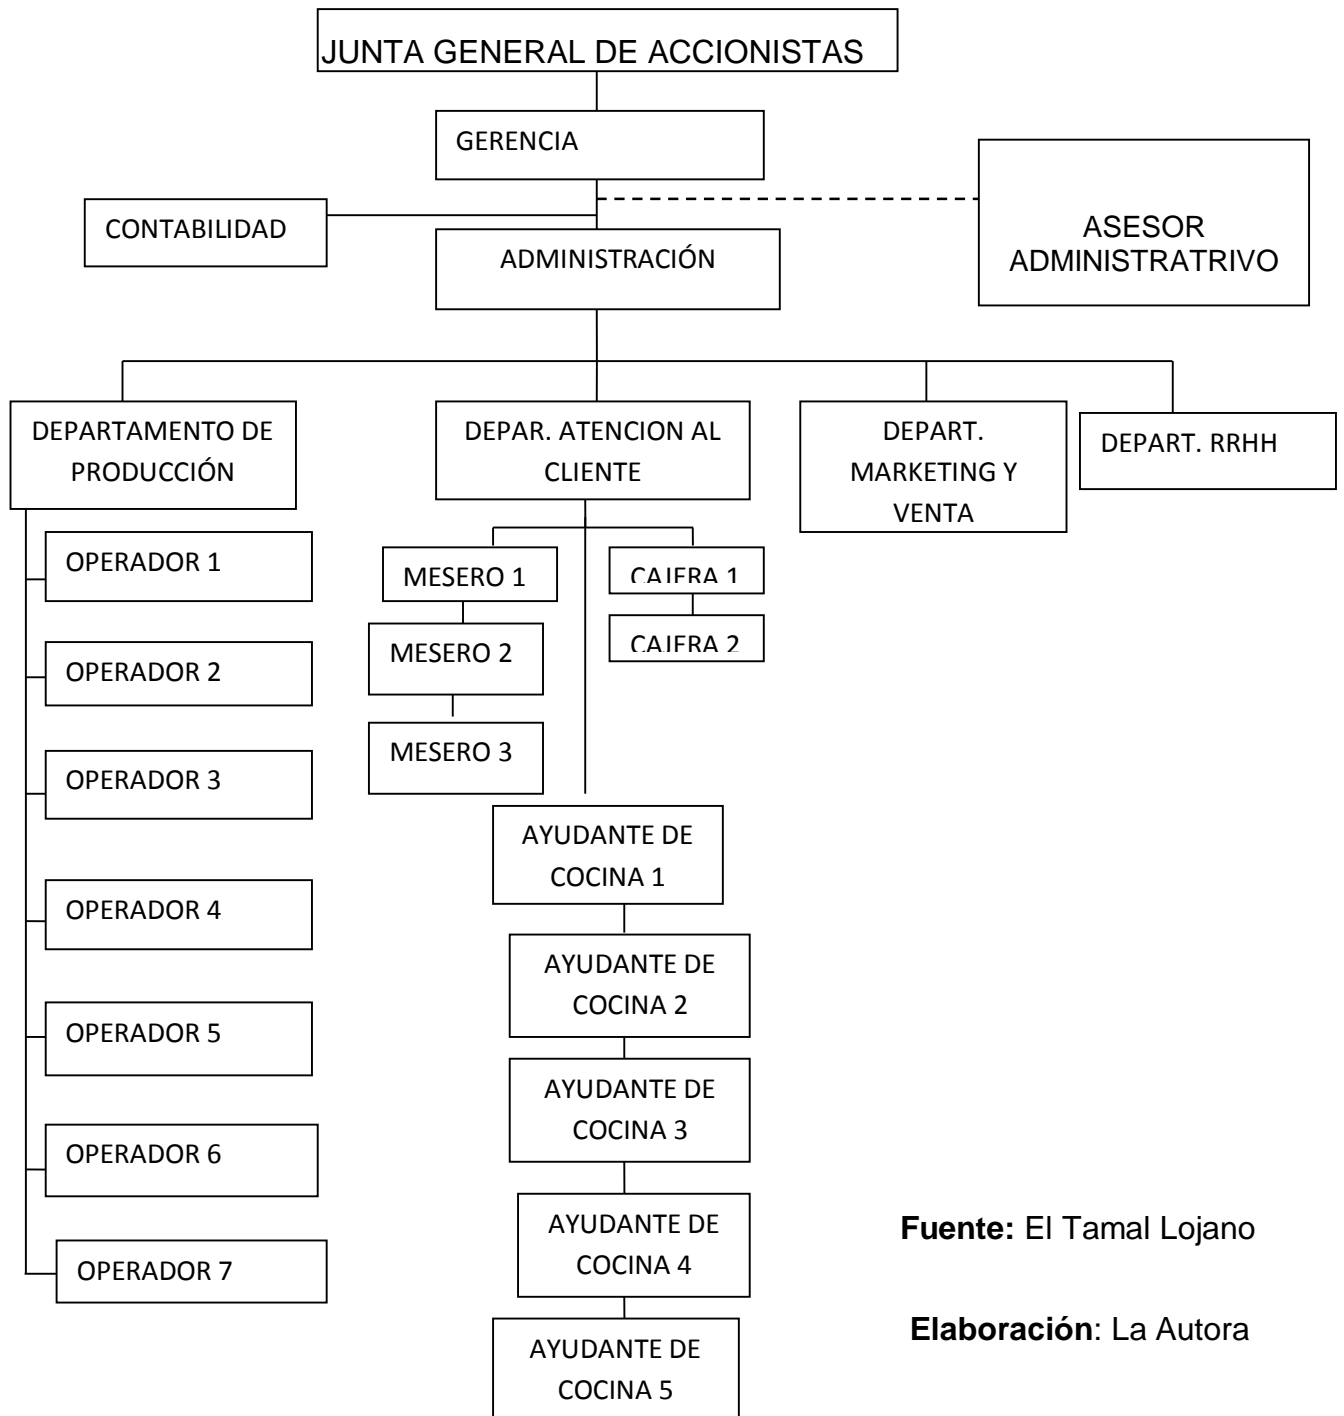 JUNTA GENERAL DE ACCIONISTAS
GERENCIA
CONTABILIDAD
ASESOR
ADMINISTRATRIVO
ADMINISTRACIÓN
DEPARTAMENTO DE
PRODUCCIÓN
DEPAR. ATENCION AL
CLIENTE
DEPART.
MARKETING Y
VENTA
DEPART. RRHH
OPERADOR 1
OPERADOR 2
OPERADOR 3
OPERADOR 4
OPERADOR 5
OPERADOR 6
OPERADOR 7
MESERO 1
MESERO 2
MESERO 3
CAJERA 1
CAJERA 2
AYUDANTE DE
COCINA 1
AYUDANTE DE
COCINA 2
AYUDANTE DE
COCINA 3
AYUDANTE DE
COCINA 4
AYUDANTE DE
COCINA 5
Fuente: El Tamal Lojano
Elaboración: La Autora